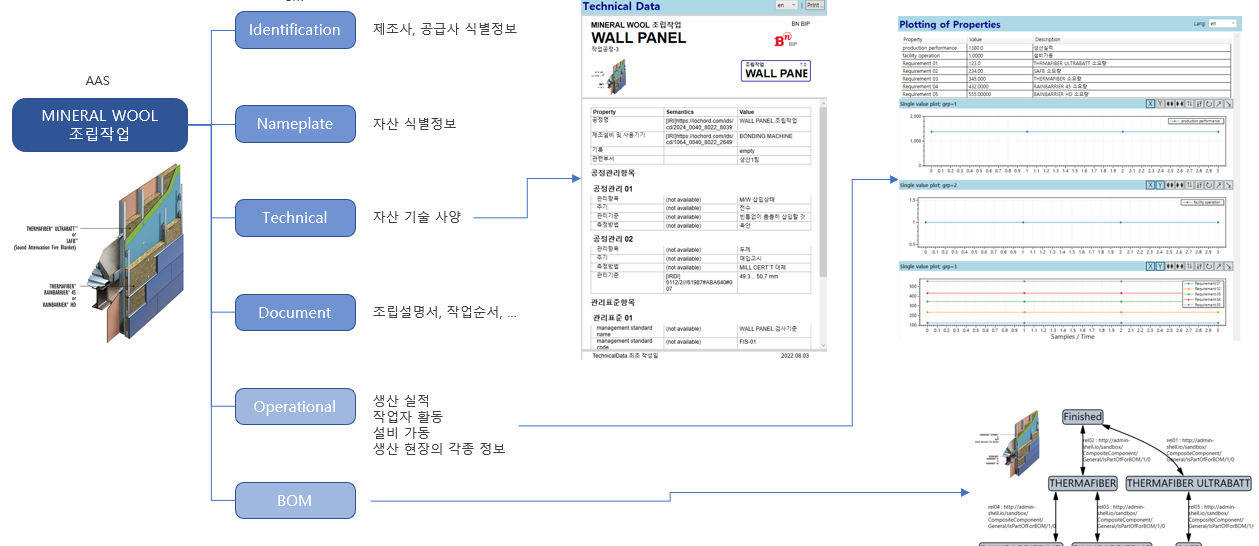 AAS
MINERAL WOOL
조립작업
THERMAFIBER® ULTRABATT™
or
SAFB™
(Sound Attenuation Fire Blanket)
THERMAFIBER®
RAINBARRIER® 45
or
RAINBARRIER® HD
Identification
제조사, 공급사 식별정보
Nameplate
자산 식별정보
Technical
자산 기술 사양
Document
조립설명서, 작업순서, ...
Operational
생산 실적
작업자 활동
설비 가동
생산 현장의 각종 정보
BOM
Technical Data
en
Print ..
MINERAL WOOL 조립작업
WALL PANEL
작업공정-3
BN BIP
Bn BIP
조립작업 7.0
WALL PANE
Property Semantics Value
공정명 [IRI]https://iochord.com/ids/cd/2024_0040_8022_8039 WALL PANEL 조립작업
제조설비 및 사용기기 [IRI]https://iochord.com/ids/cd/1064_0040_8022_2649 BONDING MACHINE
기록 empty
관련부서 생산1팀
공정관리항목
공정관리 01
관리항목 (not available) M/W 삽입상태
주기 (not available) 전수
관리기준 (not available) 빈틈없이 촘촘히 삽입할 것
측정방법 (not available) 육안
공정관리 02
관리항목 (not available) 두께
주기 (not available) 매입고시
측정방법 (not available) MILL CERT'T 대체
관리기준 [IRDI] 0112/2///61987#ABA640#007 49.3 .. 50.7 mm
관리표준항목
관리표준 01
management standard name (not available) WALL PANEL 검사기준
management standard code (not available) FIS-01
TechnicalData 최초 작성일 2022.08.03
Plotting of Properties
Lang: en
Property Value Description
production performance 1380.0 생산실적
facility operation 1.0000 설비가동
Requirement 01 123.0 THRMAFIBER ULTRABATT 소요량
Requirement 02 234.00 SAFB 소요량
Requirement 03 345.000 THERMAFIBER 소요량
Requirement 04 432.0000 RAINBARRIER 45 소요량
Requirement 05 555.00000 BAINBARRIER HD 소요량
Single value plot; grp=1
X Y
production performance
2,000
1,000
0
0 0.1 0.2 0.3 0.4 0.5 0.6 0.7 0.8 0.9 1 1.1 1.2 1.3 1.4 1.5 1.6 1.7 1.8 1.9 2 2.1 2.2 2.3 2.4 2.5 2.6 2.7 2.8 2.9 3
Single value plot; grp=2
X Y
facility operation
1.5
1
0.5
0 0.1 0.2 0.3 0.4 0.5 0.6 0.7 0.8 0.9 1 1.1 1.2 1.3 1.4 1.5 1.6 1.7 1.8 1.9 2 2.1 2.2 2.3 2.4 2.5 2.6 2.7 2.8 2.9 3
Single value plot; grp=3
X Y
Requirement 01
Requirement 02
Requirement 03
Requirement 04
Requirement 05
500
400
300
200
100
0 0.1 0.2 0.3 0.4 0.5 0.6 0.7 0.8 0.9 1 1.1 1.2 1.3 1.4 1.5 1.6 1.7 1.8 1.9 2 2.1 2.2 2.3 2.4 2.5 2.6 2.7 2.8 2.9 3
Samples / Time
Finished
rel02 : http://admin-
shell.io/sandbox/
CompositeComponent/
General/IsPartOfForBOM/1/0
rel01 : http://admin-
shell.io/sandbox/
CompositeComponent/
General/IsPartOfForBOM/1/0
THERMAFIBER
THERMAFIBER ULTRABATT
rel04 : http://admin-
shell.io/sandbox/
CompositeComponent/
General/IsPartOfForBOM/1/0
rel03 : http://admin-
shell.io/sandbox/
CompositeComponent/
General/IsPartOfForBOM/1/0
rel05 : http://admin-
shell.io/sandbox/
CompositeComponent/
General/IsPartOfForBOM/1/